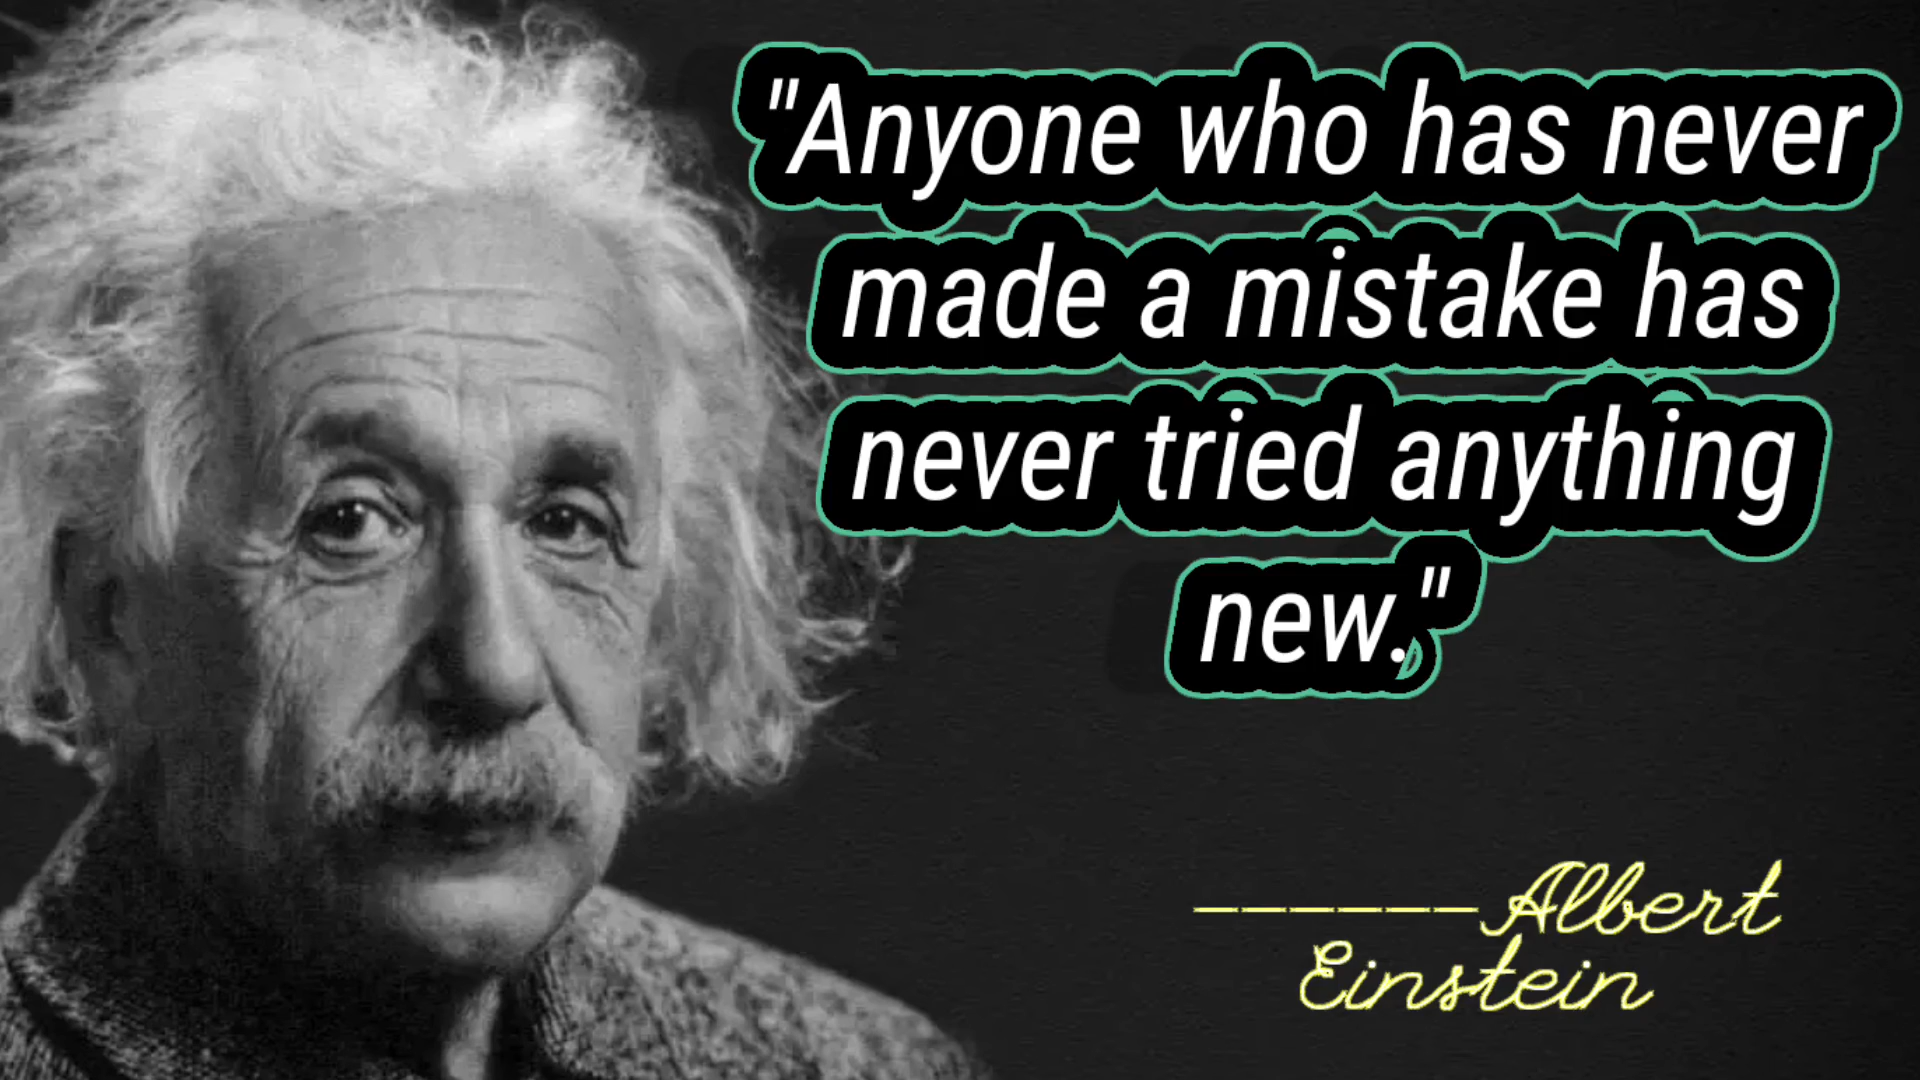 "Anyone who has never
made a mistake has
never tried anything
new."
——————Albert
Einstein